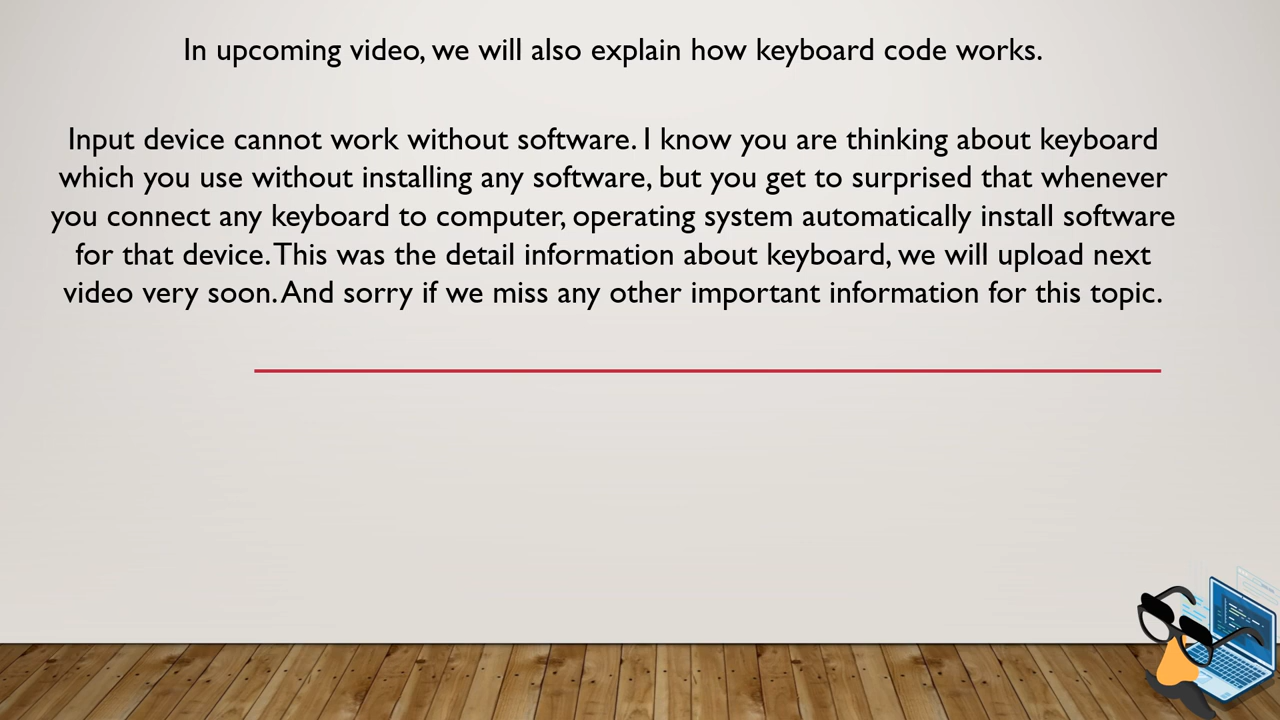 In upcoming video, we will also explain how keyboard code works.
Input device cannot work without software. I know you are thinking about keyboard
which you use without installing any software, but you get to surprised that whenever
you connect any keyboard to computer, operating system automatically install software
for that device. This was the detail information about keyboard, we will upload next
video very soon. And sorry if we miss any other important information for this topic.